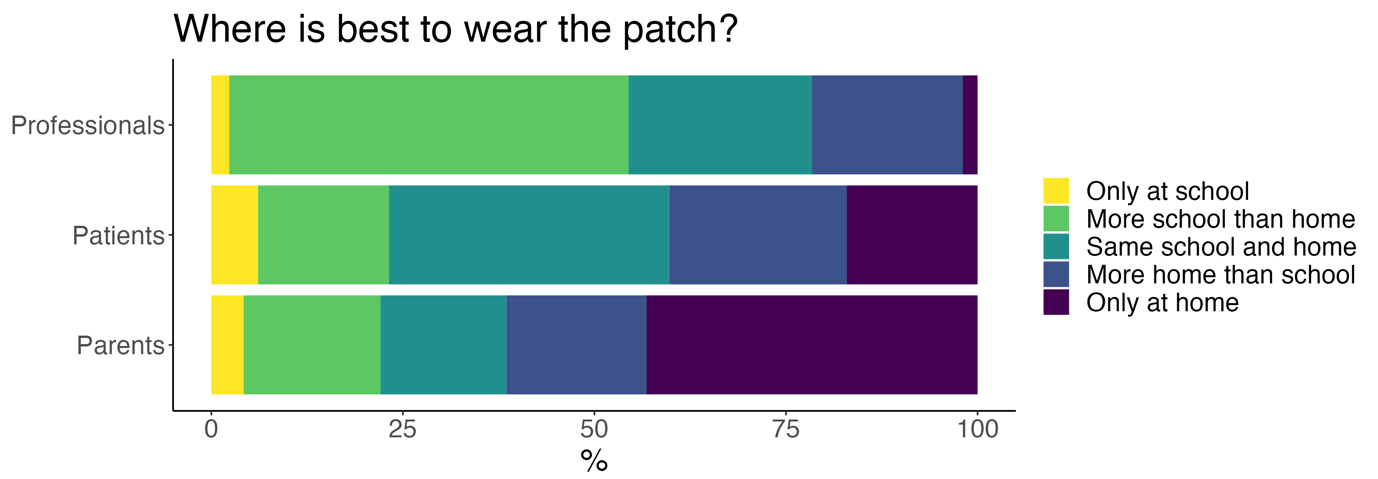 Where is best to wear the patch?
Professionals
Patients
Parents
0 25 50 75 100
%
Only at school
More school than home
Same school and home
More home than school
Only at home